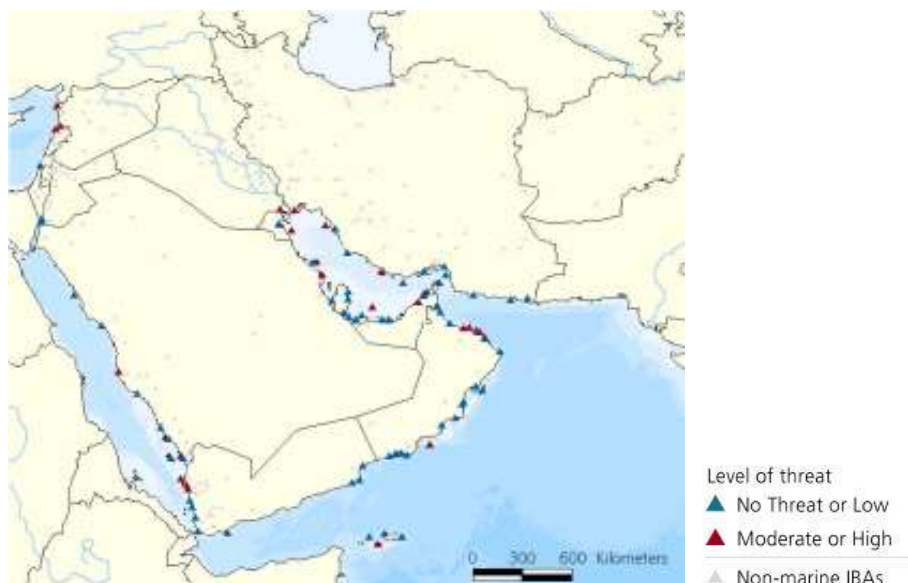 Level of threat
No Threat or Low
Moderate or High
Non-marine IBAs
0 300 600 Kilometers